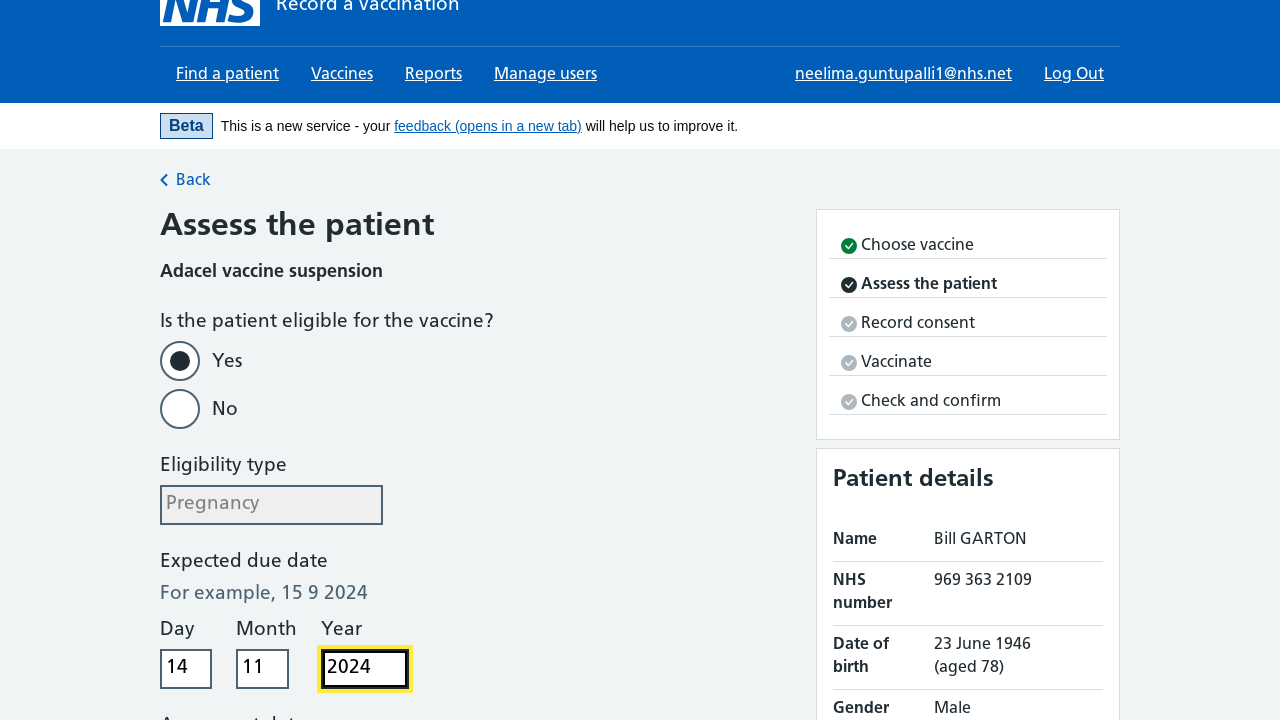 NHS Record a vaccination
Find a patient Vaccines Reports Manage users neelima.guntupalli1@nhs.net Log Out
Beta This is a new service - your feedback (opens in a new tab) will help us to improve it.
Back
Assess the patient
Adacel vaccine suspension
Is the patient eligible for the vaccine?
Yes
No
Eligibility type
Pregnancy
Expected due date
For example, 15 9 2024
Day Month Year
14 11 2024
Choose vaccine
Assess the patient
Record consent
Vaccinate
Check and confirm
Patient details
Name Bill GARTON
NHS number 969 363 2109
Date of birth 23 June 1946 (aged 78)
Gender Male